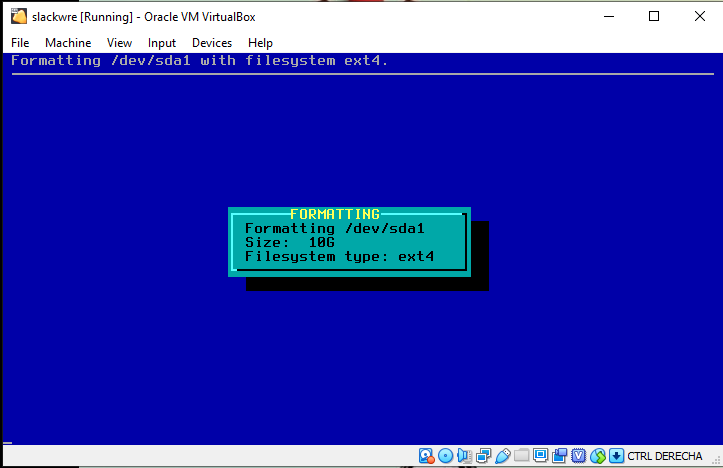 slackwre [Running] - Oracle VM VirtualBox
File Machine View Input Devices Help
Formatting /dev/sda1 with filesystem ext4.
FORMATTING
Formatting /dev/sda1
Size:  10G
Filesystem type: ext4
CTRL DERECHA